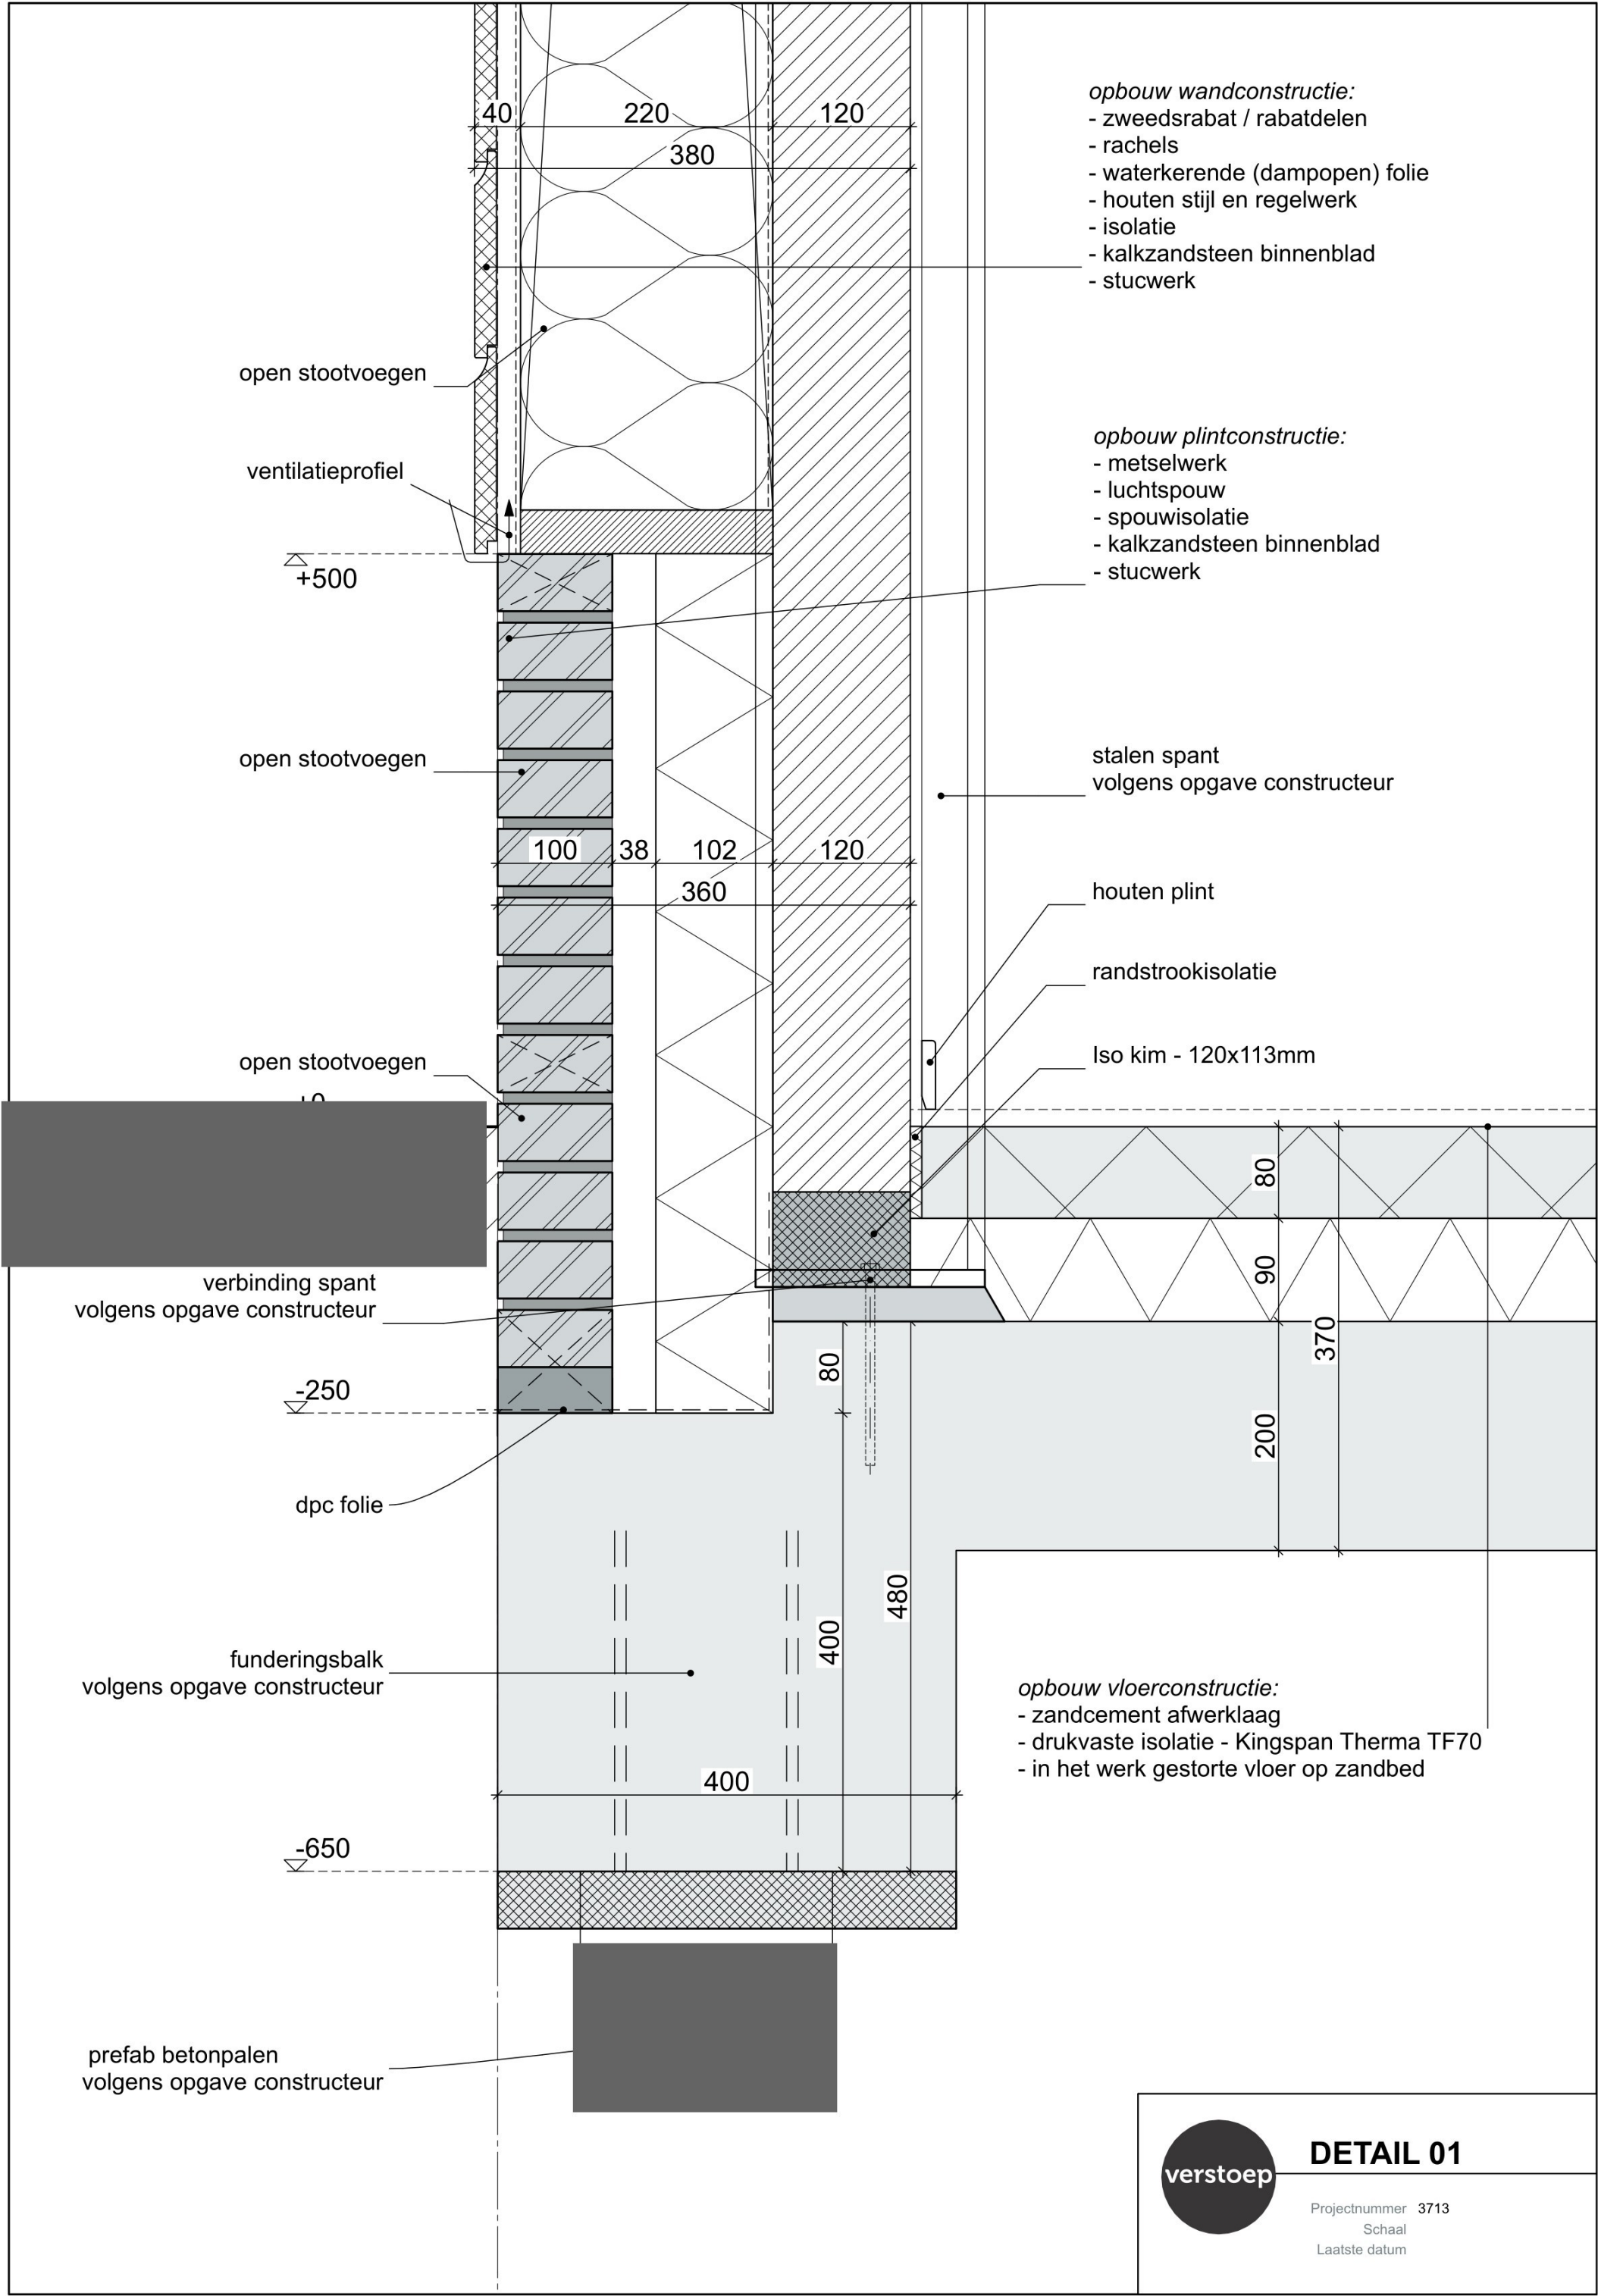 40
220
120
380
opbouw wandconstructie:
- zweedsrabat / rabatdelen
- rachels
- waterkerende (dampopen) folie
- houten stijl en regelwerk
- isolatie
- kalkzandsteen binnenblad
- stucwerk
open stootvoegen
ventilatieprofiel
opbouw plintconstructie:
- metselwerk
- luchtspouw
- spouwisolatie
- kalkzandsteen binnenblad
- stucwerk
+500
open stootvoegen
stalen spant
volgens opgave constructeur
100
38
102
120
360
houten plint
randstrookisolatie
open stootvoegen
Iso kim - 120x113mm
80
90
370
200
verbinding spant
volgens opgave constructeur
80
-250
dpc folie
480
400
funderingsbalk
volgens opgave constructeur
opbouw vloerconstructie:
- zandcement afwerklaag
- drukvaste isolatie - Kingspan Therma TF70
- in het werk gestorte vloer op zandbed
400
-650
prefab betonpalen
volgens opgave constructeur
verstoep
DETAIL 01
Projectnummer 3713
Schaal
Laatste datum